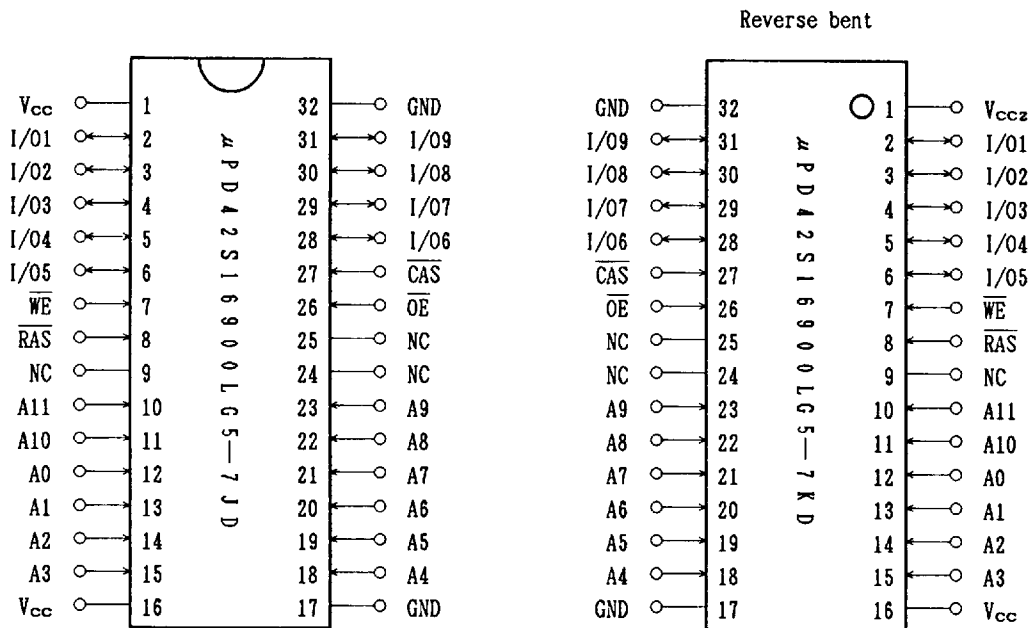 Reverse bent
Vcc 1 32 GND
I/O1 2 31 I/O9
I/O2 3 30 I/O8
I/O3 4 29 I/O7
I/O4 5 28 I/O6
I/O5 6 27 CAS
WE 7 26 OE
RAS 8 25 NC
NC 9 24 NC
A11 10 23 A9
A10 11 22 A8
A0 12 21 A7
A1 13 20 A6
A2 14 19 A5
A3 15 18 A4
Vcc 16 17 GND
μPD42S16900LG5-7JD
GND 32 1 Vcc2
I/O9 31 2 I/O1
I/O8 30 3 I/O2
I/O7 29 4 I/O3
I/O6 28 5 I/O4
CAS 27 6 I/O5
OE 26 7 WE
NC 25 8 RAS
NC 24 9 NC
A9 23 10 A11
A8 22 11 A10
A7 21 12 A0
A6 20 13 A1
A5 19 14 A2
A4 18 15 A3
GND 17 16 Vcc
μPD42S16900LG5-7KD